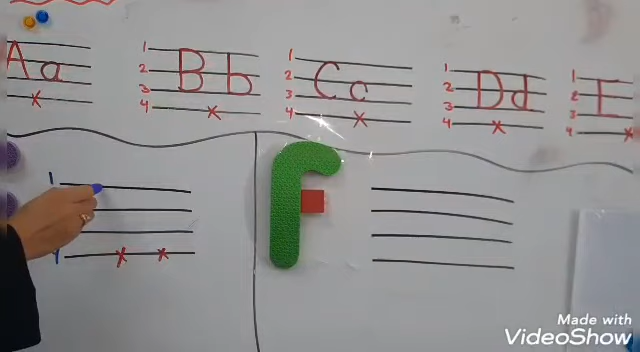 Aa Bb Cc Dd E
1 1 1 1
2 2 2 2
3 3 3 3
4 4 4 4
x x x x x
1
4
x x
F
Made with
VideoShow